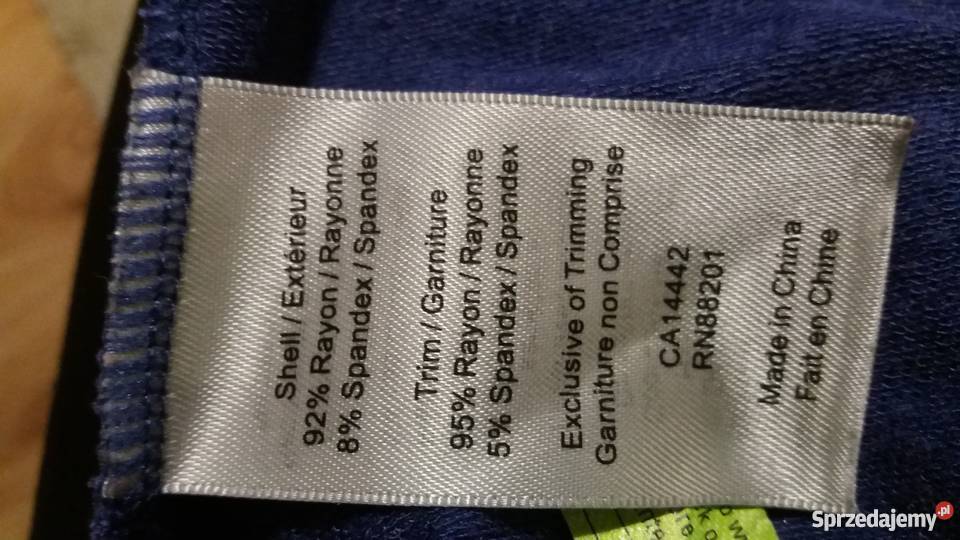 Shell / Extérieur
92% Rayon / Rayonne
8% Spandex / Spandex
Trim / Garniture
95% Rayon / Rayonne
5% Spandex / Spandex
Exclusive of Trimming
Garniture non Comprise
CA14442
RN88201
Made in China
Fait en Chine
Sprzedajemy.pl